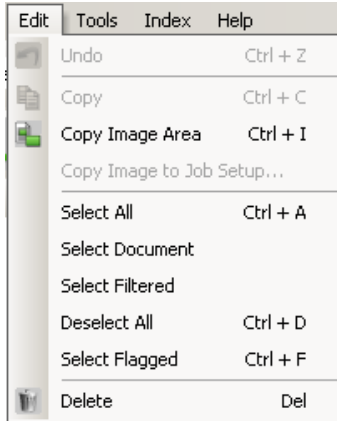 Edit Tools Index Help
Undo Ctrl + Z
Copy Ctrl + C
Copy Image Area Ctrl + I
Copy Image to Job Setup...
Select All Ctrl + A
Select Document
Select Filtered
Deselect All Ctrl + D
Select Flagged Ctrl + F
Delete Del